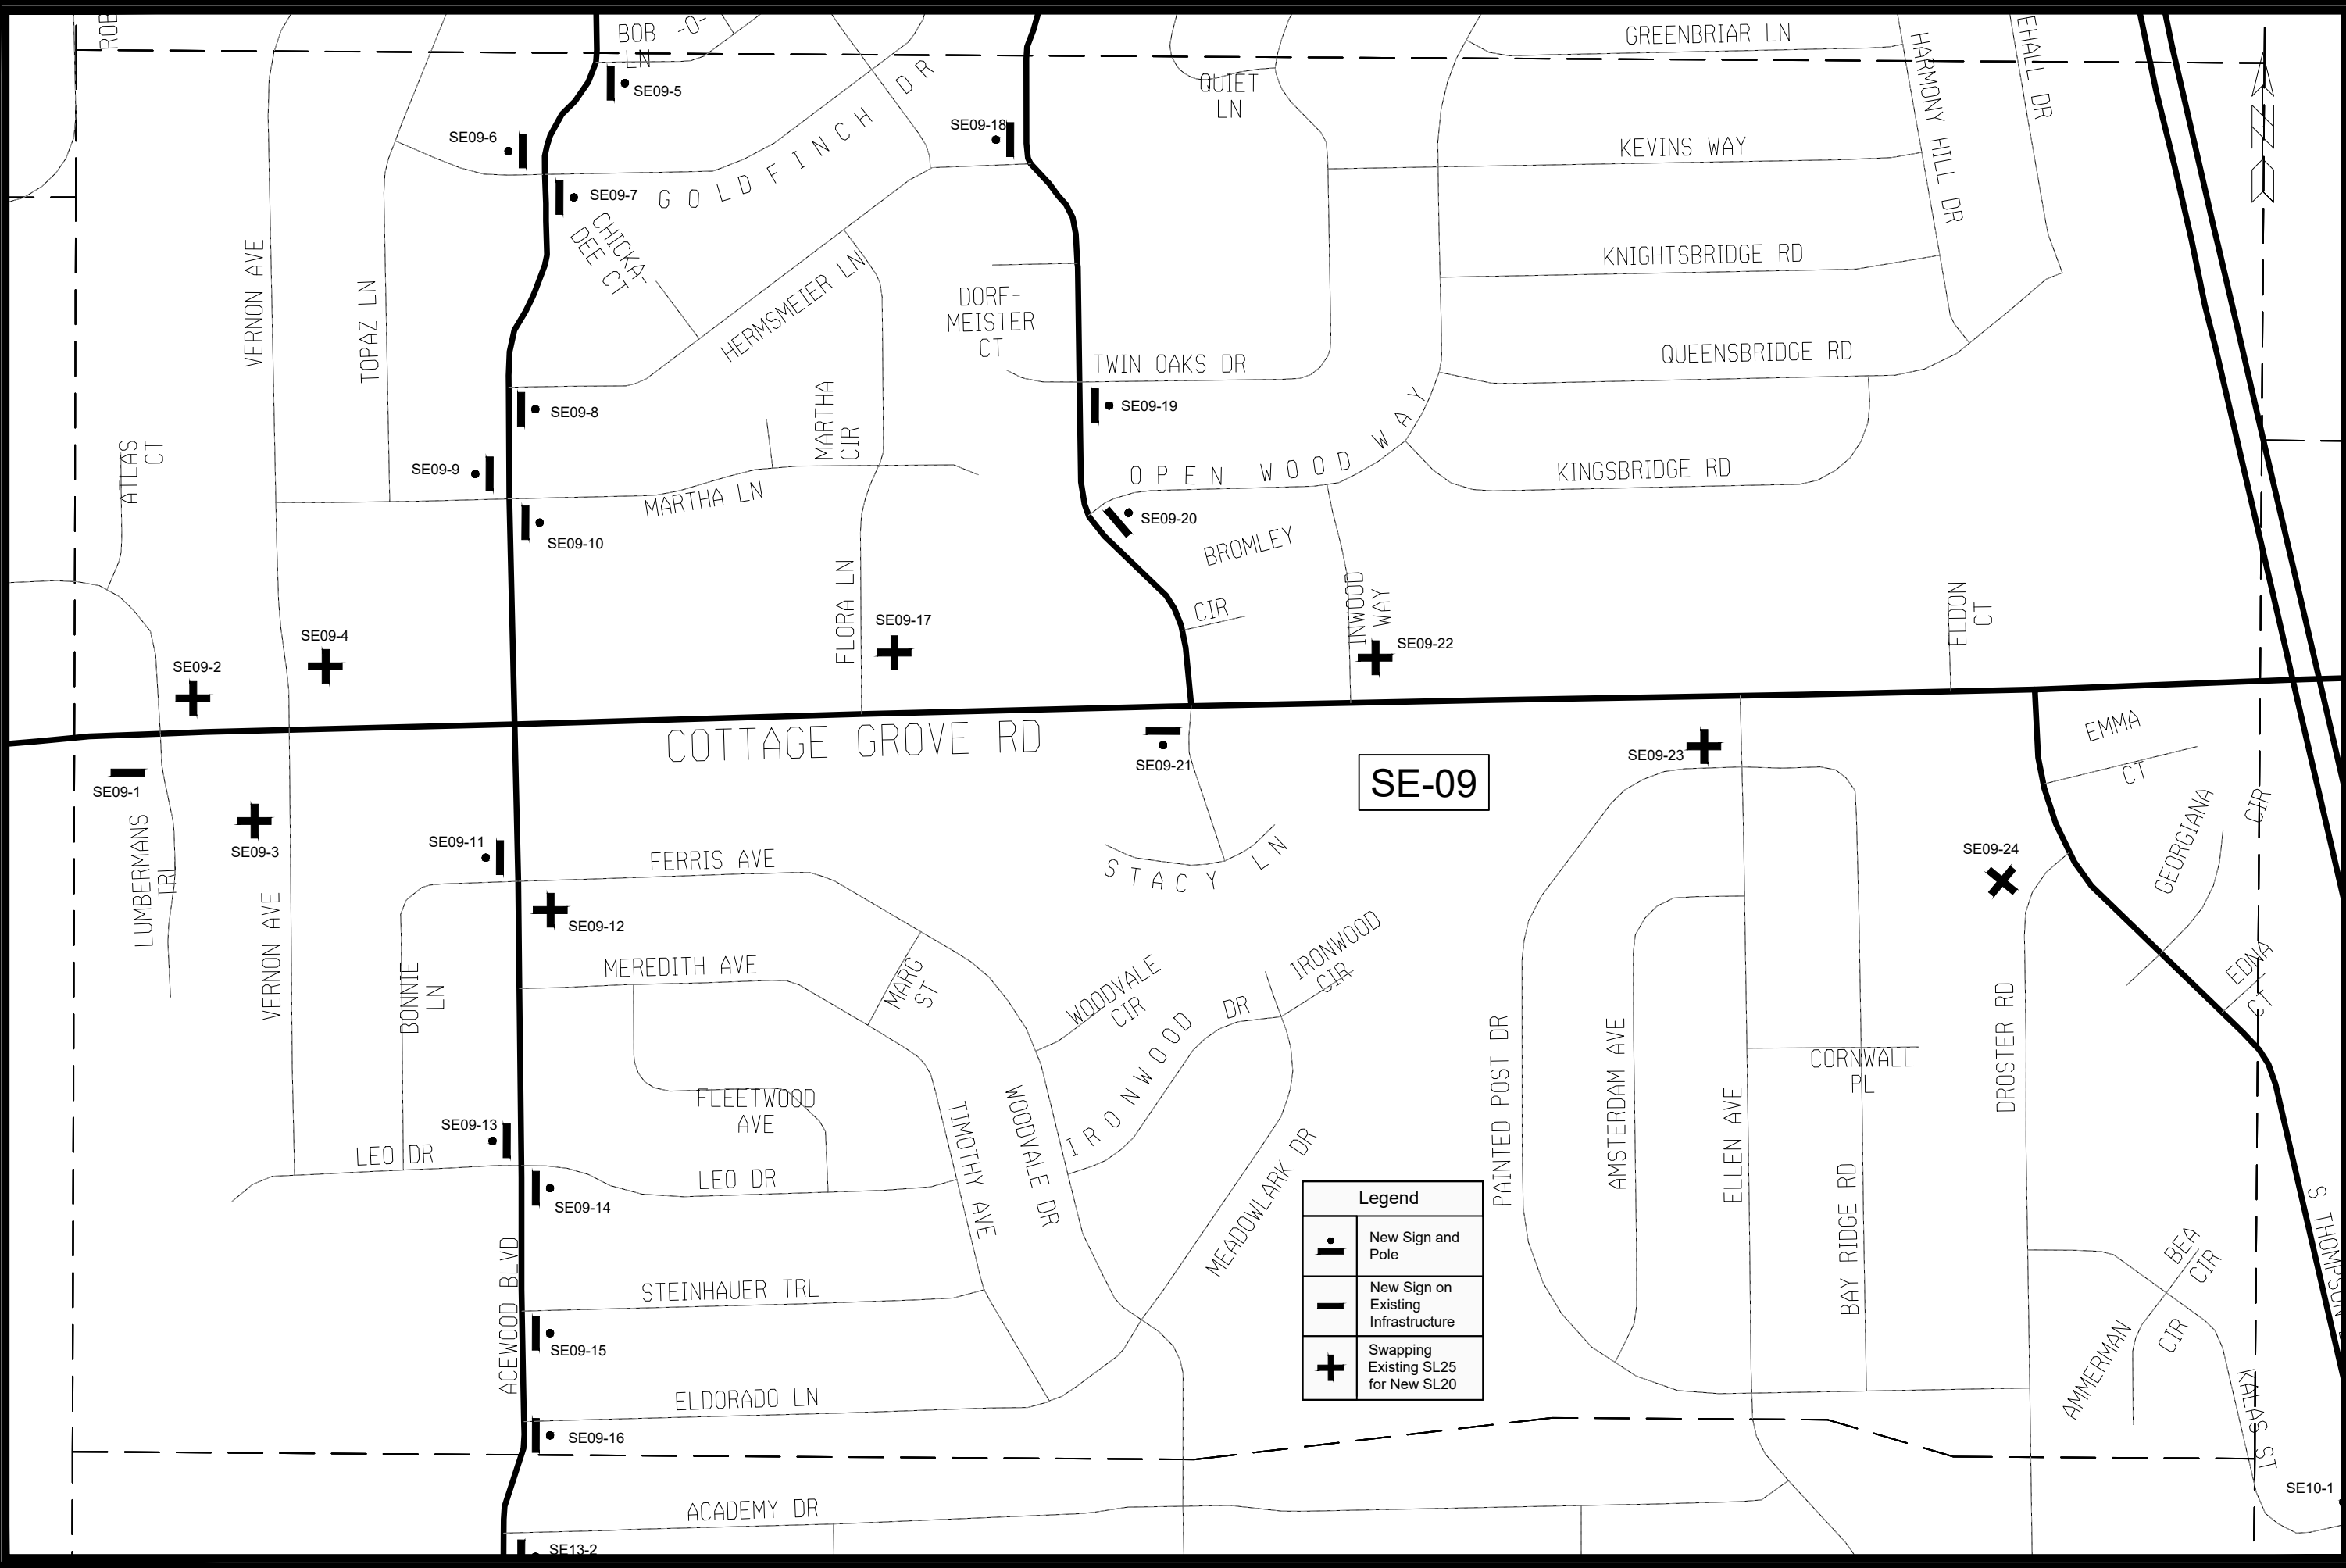 ROB
BOB
LN
-O-
GREENBRIAR LN
HARMONY HILL DR
EHALL DR
QUIET
LN
SE09-5
SE09-6
SE09-18
SE09-7
GOLDFINCH DR
KEVINS WAY
N
CHICKA-
DEE CT
VERNON AVE
TOPAZ LN
HERMSMEIER LN
DORF-
MEISTER
CT
KNIGHTSBRIDGE RD
TWIN OAKS DR
QUEENSBRIDGE RD
SE09-8
MARTHA
CIR
SE09-19
ATLAS
CT
SE09-9
MARTHA LN
OPEN WOOD WAY
KINGSBRIDGE RD
SE09-10
SE09-20
BROMLEY
CIR
FLORA LN
INWOOD
WAY
ELDON
CT
SE09-4
SE09-2
SE09-17
SE09-22
COTTAGE GROVE RD
SE09-21
SE-09
SE09-23
EMMA
CT
SE09-1
SE09-3
LUMBERMANS
TRL
VERNON AVE
SE09-11
FERRIS AVE
STACY LN
SE09-24
GEORGIANA
CIR
SE09-12
MEREDITH AVE
MARG
ST
WOODVALE
CIR
IRONWOOD
CIR
IRONWOOD DR
EDNA
CT
BONNIE
LN
FLEETWOOD
AVE
PAINTED POST DR
AMSTERDAM AVE
ELLEN AVE
CORNWALL
PL
BAY RIDGE RD
DROSTER RD
SE09-13
LEO DR
LEO DR
SE09-14
TIMOTHY AVE
WOODVALE DR
MEADOWLARK DR
Legend
New Sign and
Pole
New Sign on
Existing
Infrastructure
Swapping
Existing SL25
for New SL20
S THOMPSON
BEA
CIR
ACEWOOD BLVD
STEINHAUER TRL
SE09-15
AMMERMAN
CIR
KALAS ST
ELDORADO LN
SE09-16
SE10-1
ACADEMY DR
SE13-2